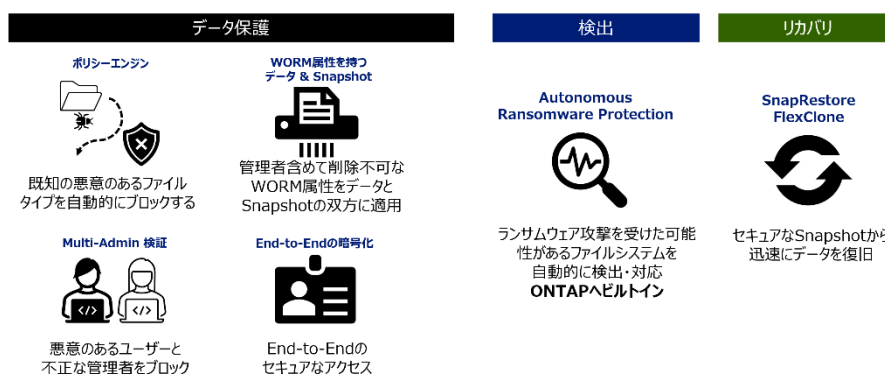 データ保護
ポリシーエンジン
既知の悪意のあるファイル
タイプを自動的にブロックする
WORM属性を持つ
データ & Snapshot
管理者含めて削除不可な
WORM属性をデータと
Snapshotの双方に適用
Multi-Admin 検証
</>
</>
悪意のあるユーザーと
不正な管理者をブロック
End-to-Endの暗号化
End-to-Endの
セキュアなアクセス
検出
Autonomous
Ransomware Protection
ランサムウェア攻撃を受けた可能
性があるファイルシステムを
自動的に検出・対応
ONTAPへビルトイン
リカバリ
SnapRestore
FlexClone
セキュアなSnapshotから
迅速にデータを復旧